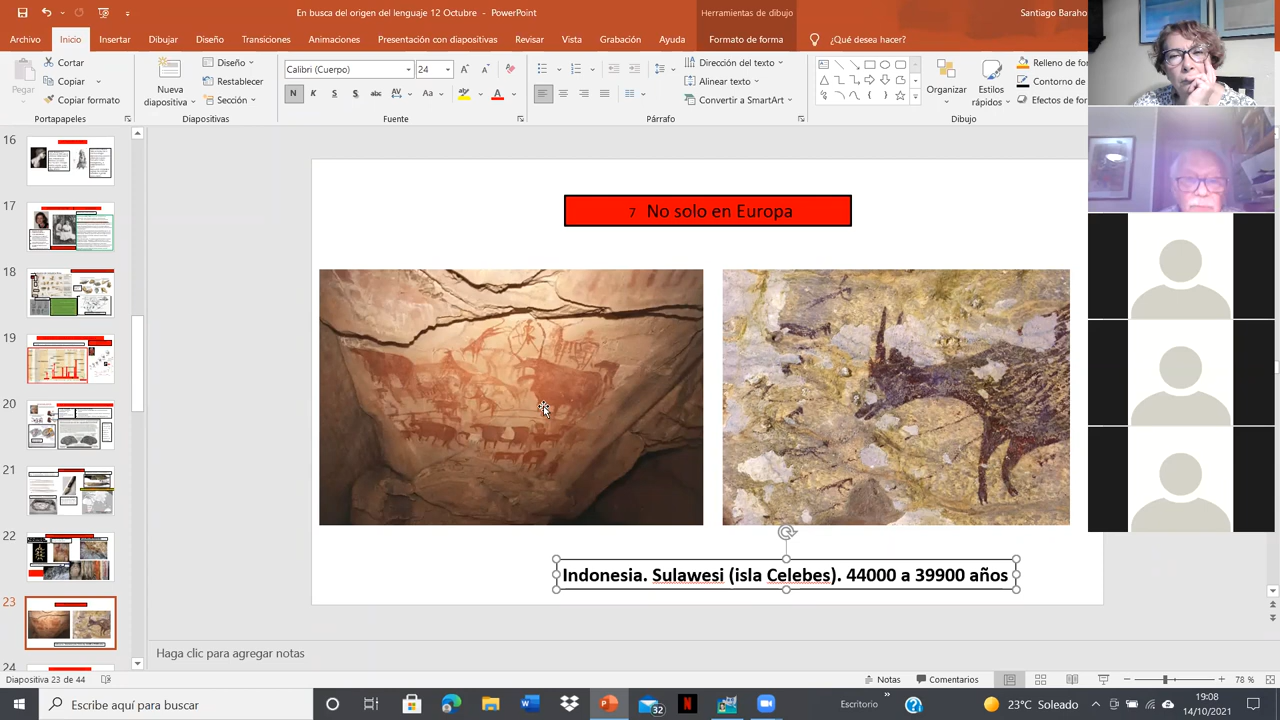 En busca del origen del lenguaje 12 Octubre - PowerPoint
Herramientas de dibujo
Santiago Baraho
Archivo Inicio Insertar Dibujar Diseño Transiciones Animaciones Presentación con diapositivas Revisar Vista Grabación Ayuda Formato de forma ¿Qué desea hacer?
Pegar
Cortar
Copiar
Copiar formato
Portapapeles
Nueva diapositiva
Diseño
Restablecer
Sección
Diapositivas
Calibri (Cuerpo) 24
N K S S abc AV Aa A A
Fuente
Dirección del texto
Alinear texto
Convertir a SmartArt
Párrafo
Organizar
Estilos rápidos
Relleno de for
Contorno de
Efectos de for
Dibujo
16
17
18
19
20
21
22
23
24
7 No solo en Europa
Indonesia. Sulawesi (isla Celebes). 44000 a 39900 años
Haga clic para agregar notas
Diapositiva 23 de 44
Notas
Comentarios
78 %
Escribe aquí para buscar
32
Escritorio
23°C Soleado
19:08
14/10/2021